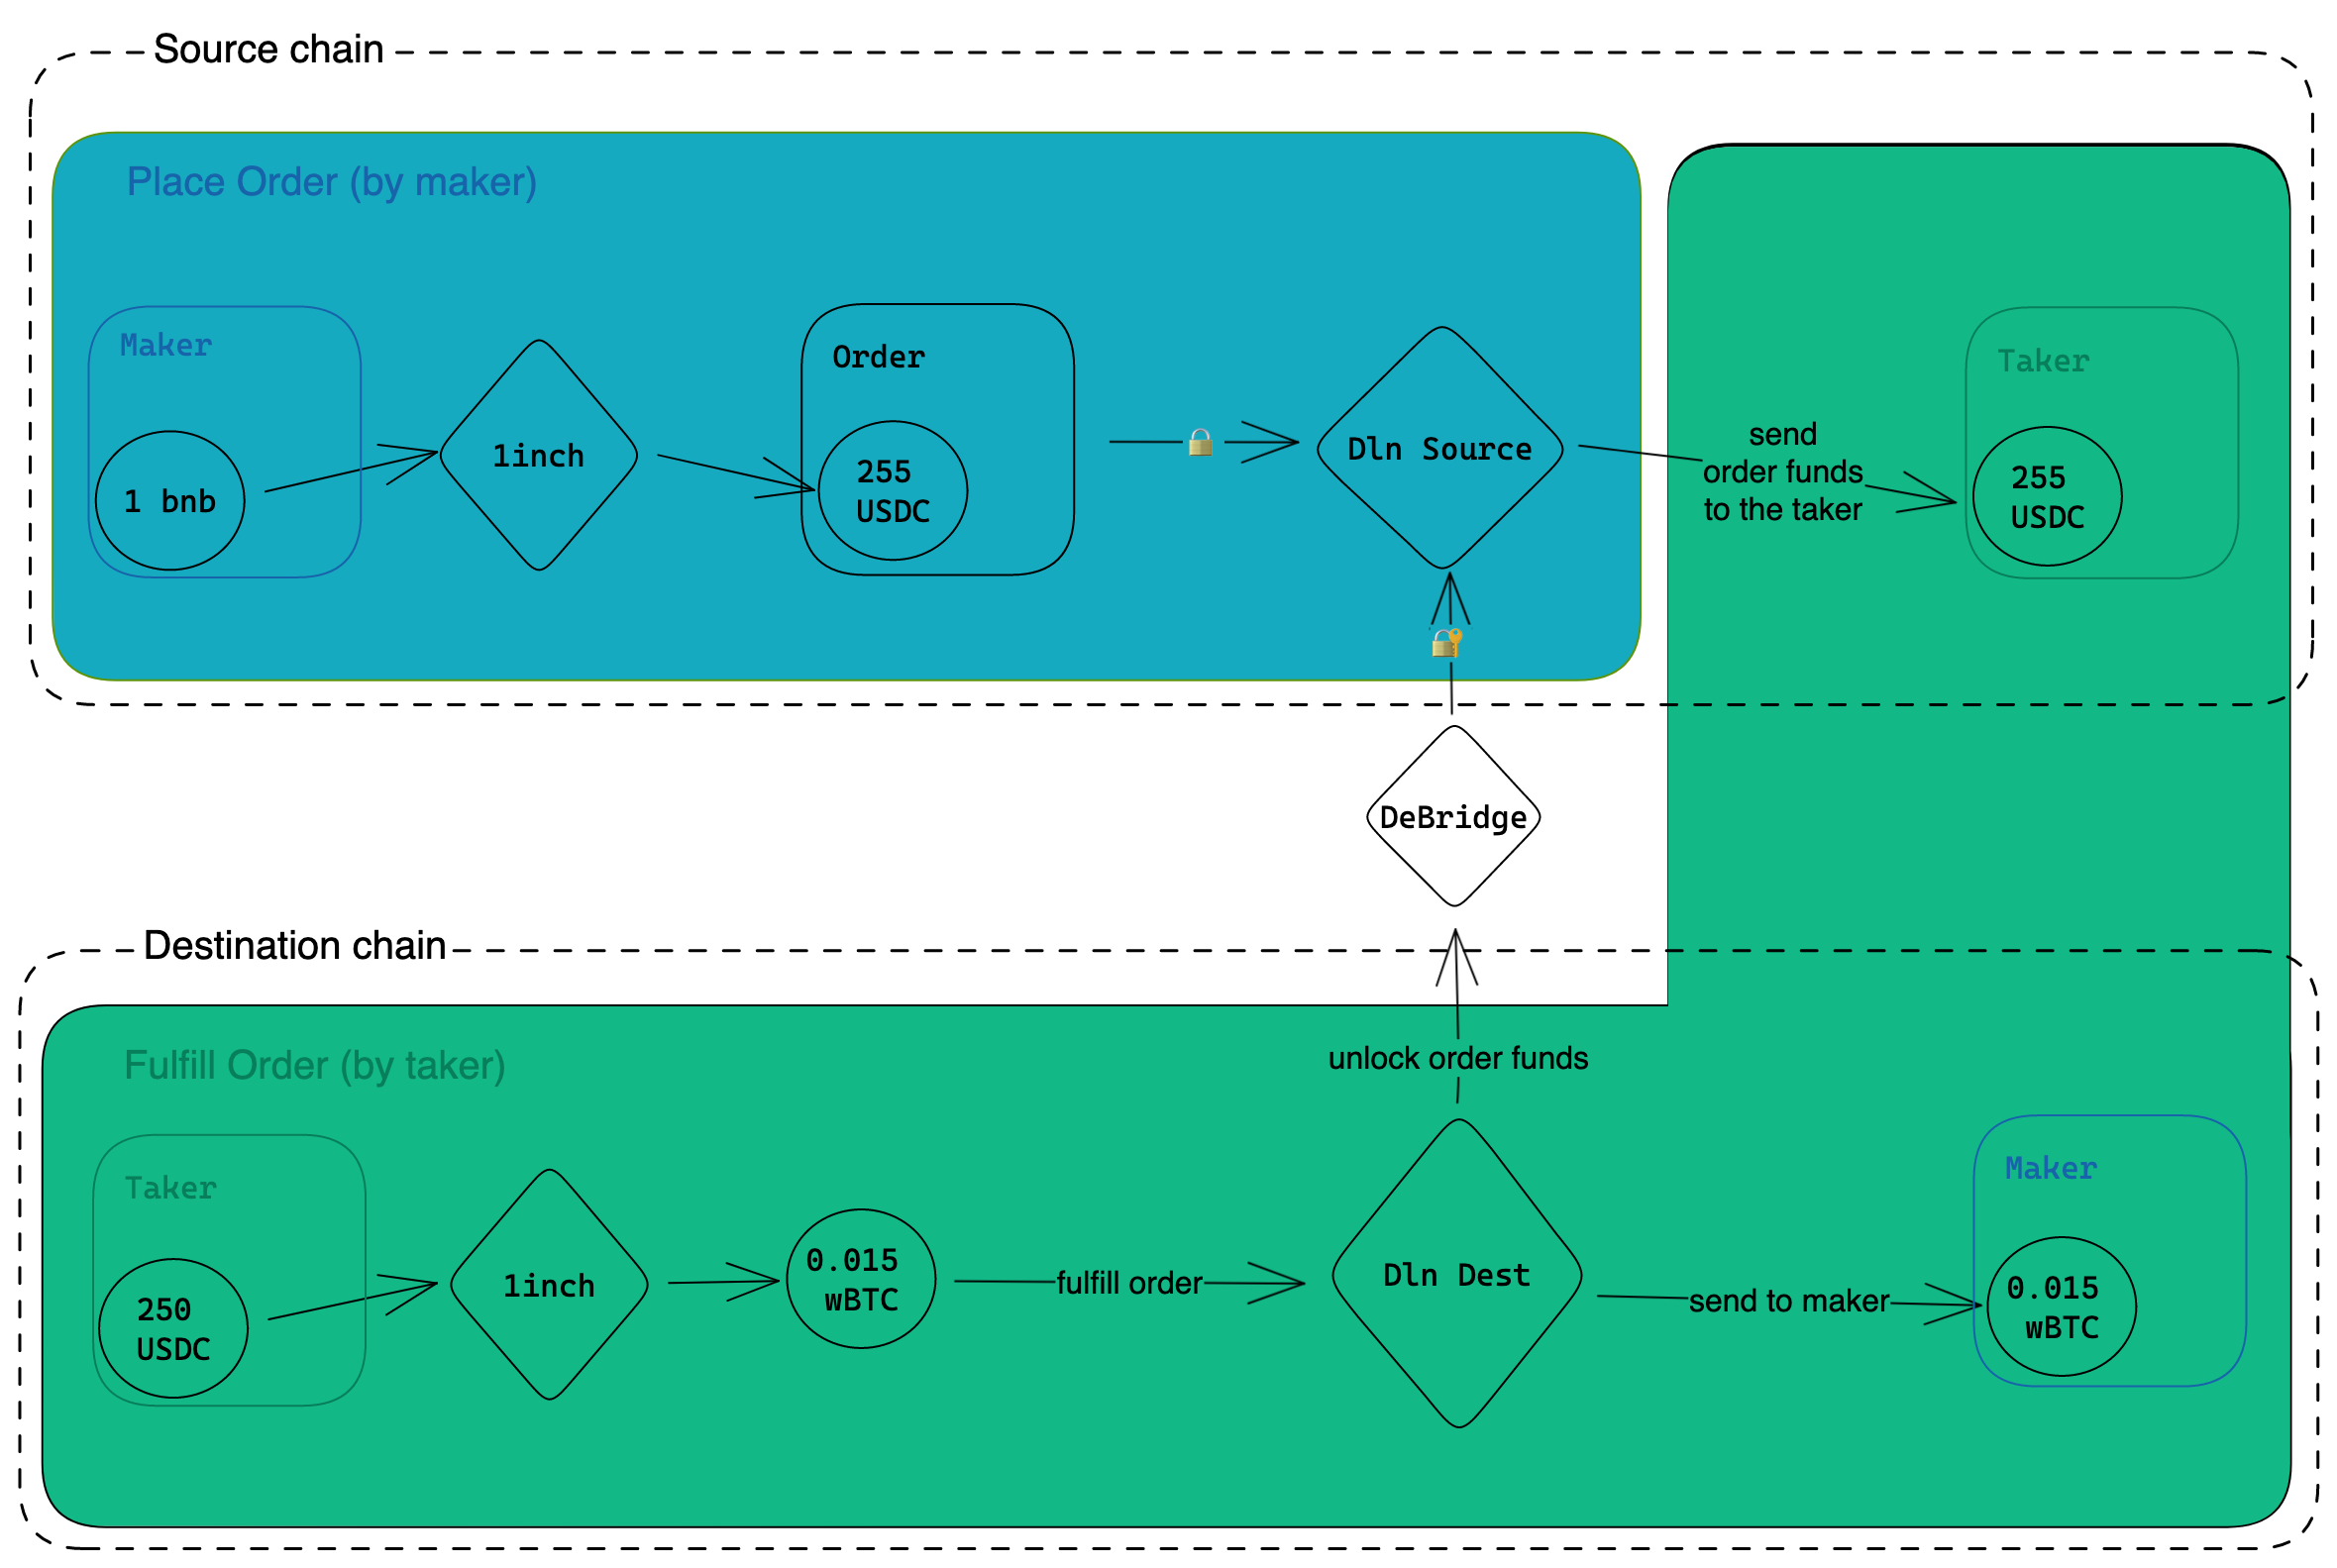 Source chain
Place Order (by maker)
Maker
1 bnb
1inch
Order
255
USDC
Dln Source
send
order funds
to the taker
Taker
255
USDC
DeBridge
Destination chain
Fulfill Order (by taker)
unlock order funds
Taker
250
USDC
1inch
0.015
wBTC
fulfill order
Dln Dest
send to maker
Maker
0.015
wBTC